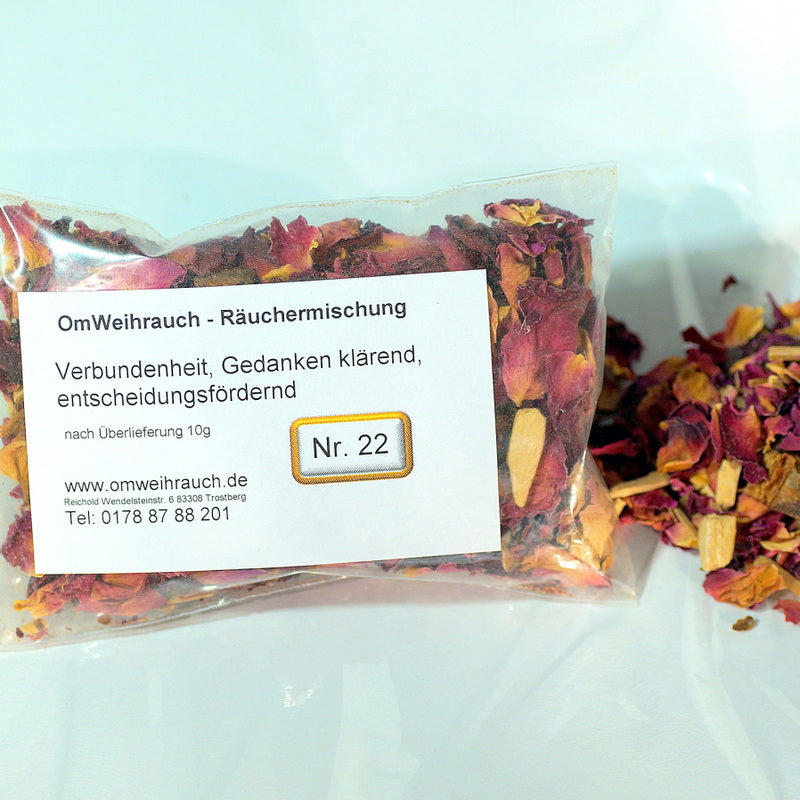 OmWeihrauch - Räuchermischung
Verbundenheit, Gedanken klärend,
entscheidungsfördernd
nach Überlieferung 10g
Nr. 22
www.omweihrauch.de
Reichold Wendelsteinstr. 6 83308 Trostberg
Tel: 0178 87 88 201